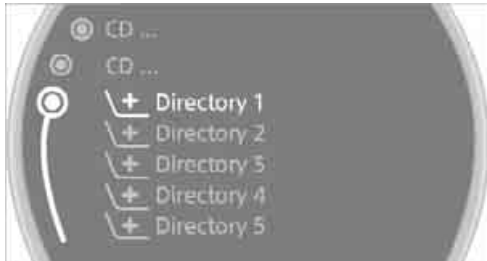 CD ...
CD ...
Directory 1
Directory 2
Directory 3
Directory 4
Directory 5